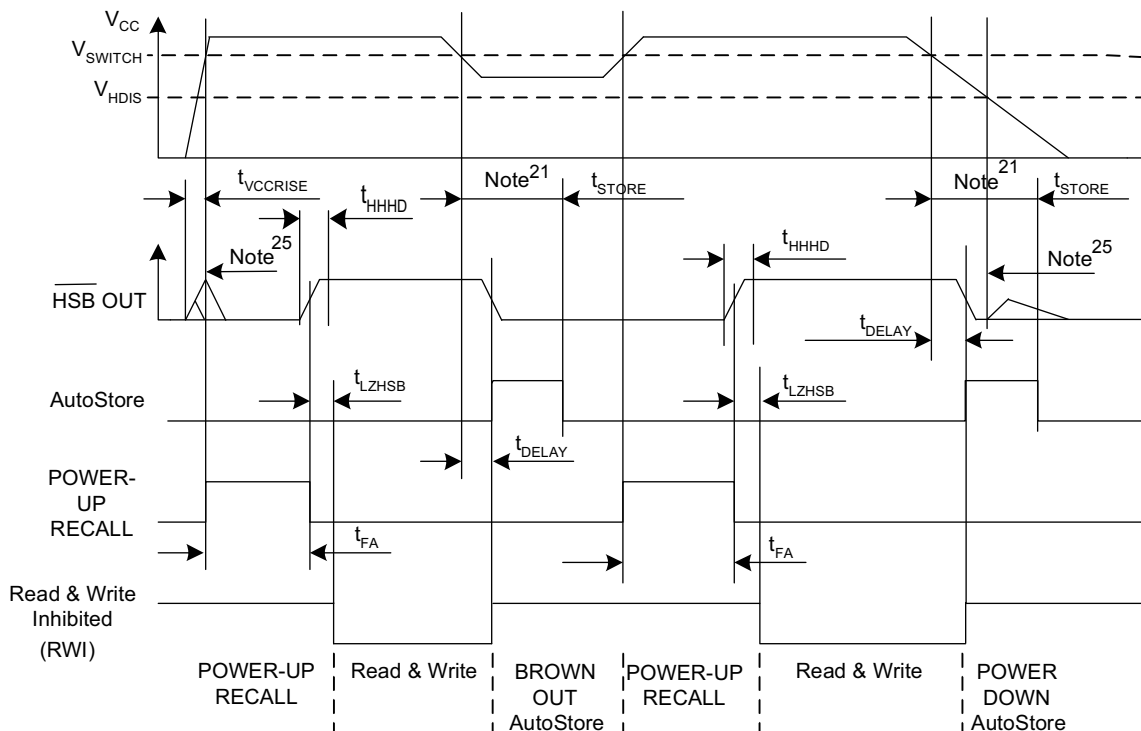 VCC
VSWITCH
VHDIS
tVCCRISE
tHHHD
Note21
tSTORE
Note21
tSTORE
Note25
tHHHD
Note25
HSB OUT
tDELAY
tLZHSB
tLZHSB
AutoStore
tDELAY
POWER-
UP
RECALL
tFA
tFA
Read & Write
Inhibited
(RWI)
POWER-UP
RECALL
Read & Write
BROWN
OUT
AutoStore
POWER-UP
RECALL
Read & Write
POWER
DOWN
AutoStore